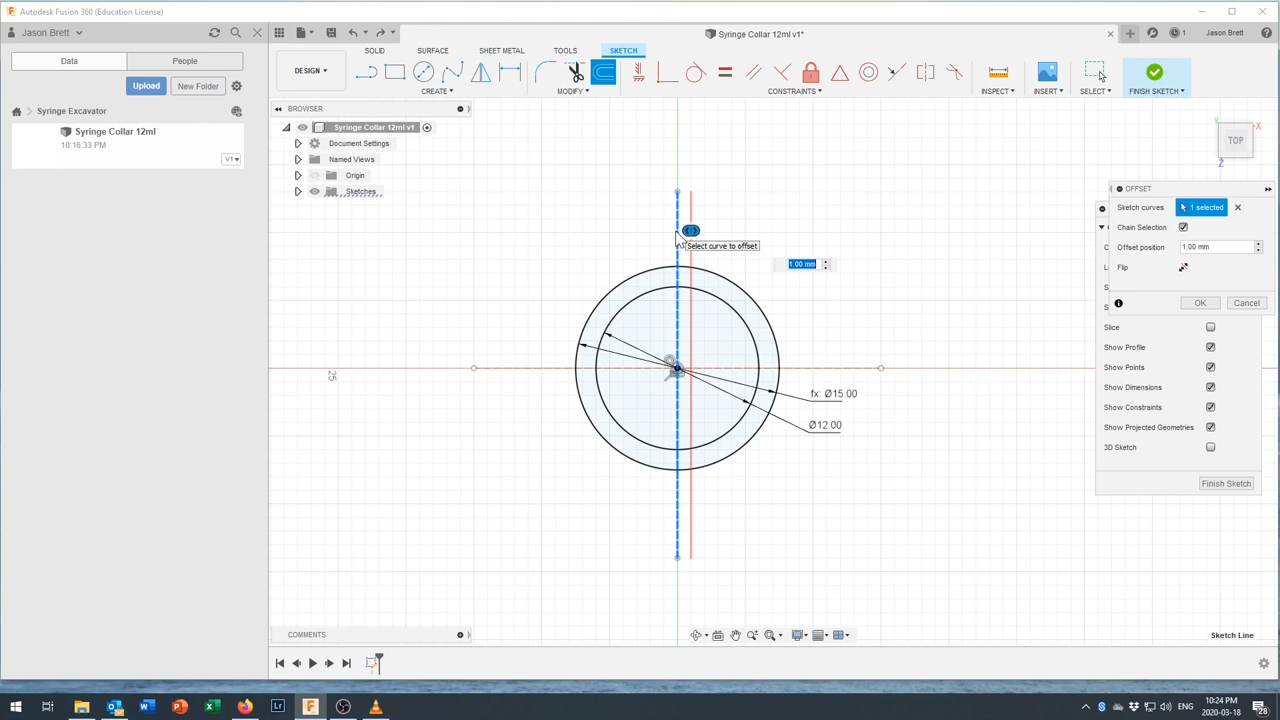 Autodesk Fusion 360 (Education License)
Jason Brett
Syringe Collar 12ml v1*
1
Jason Brett
Data
People
Upload
New Folder
Syringe Excavator
Syringe Collar 12ml
10:16:33 PM
V1
SOLID
SURFACE
SHEET METAL
TOOLS
SKETCH
DESIGN
CREATE
MODIFY
CONSTRAINTS
INSPECT
INSERT
SELECT
FINISH SKETCH
BROWSER
Syringe Collar 12ml v1
Document Settings
Named Views
Origin
Sketches
X
TOP
Z
OFFSET
Sketch curves
1 selected
Chain Selection
Offset position
1.00 mm
Flip
OK
Cancel
Slice
Show Profile
Show Points
Show Dimensions
Show Constraints
Show Projected Geometries
3D Sketch
Finish Sketch
Select curve to offset
1.00 mm
25
fx: Ø15.00
Ø12.00
COMMENTS
Sketch Line
ENG
10:24 PM
2020-03-18
28